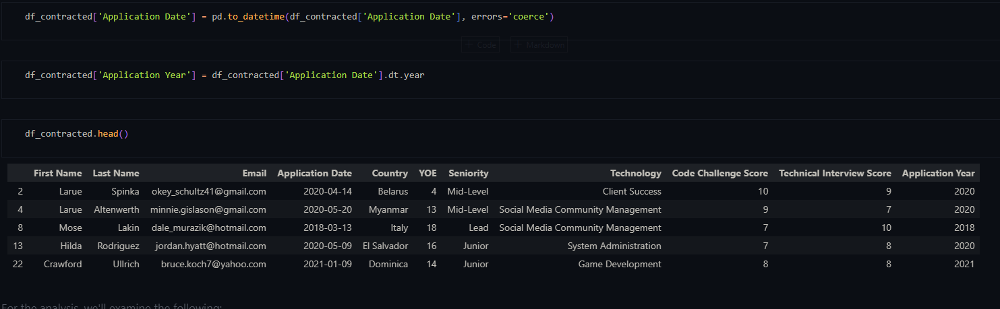 df_contracted['Application Date'] = pd.to_datetime(df_contracted['Application Date'], errors='coerce')
+ Code + Markdown
df_contracted['Application Year'] = df_contracted['Application Date'].dt.year
df_contracted.head()
First Name Last Name Email Application Date Country YOE Seniority Technology Code Challenge Score Technical Interview Score Application Year
2 Larue Spinka okey_schultz41@gmail.com 2020-04-14 Belarus 4 Mid-Level Client Success 10 9 2020
4 Larue Altenwerth minnie.gislason@gmail.com 2020-05-20 Myanmar 13 Mid-Level Social Media Community Management 9 7 2020
8 Mose Lakin dale_murazik@hotmail.com 2018-03-13 Italy 18 Lead Social Media Community Management 7 10 2018
13 Hilda Rodriguez jordan.hyatt@hotmail.com 2020-05-09 El Salvador 16 Junior System Administration 7 8 2020
22 Crawford Ullrich bruce.koch7@yahoo.com 2021-01-09 Dominica 14 Junior Game Development 8 8 2021
For the analysis, we'll examine the following: